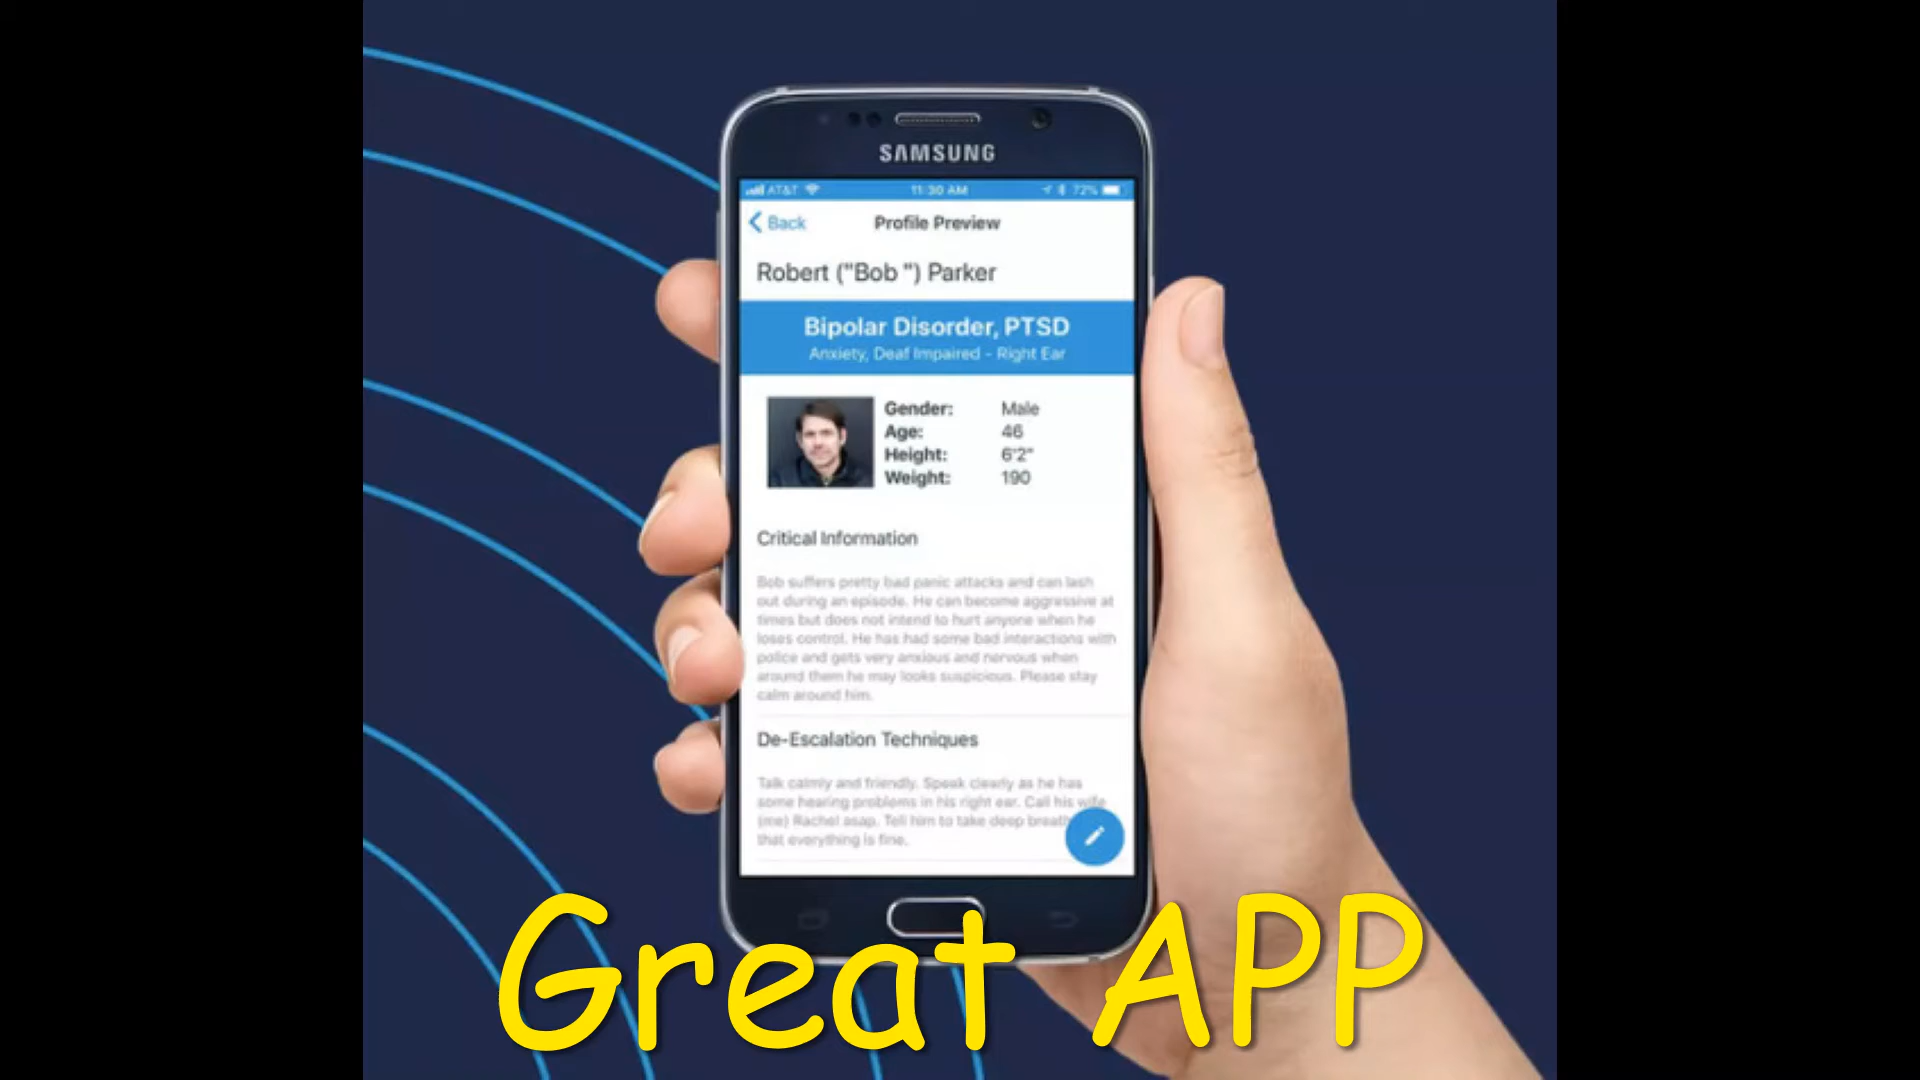 SAMSUNG
AT&T 11:30 AM 72%
Back Profile Preview
Robert ("Bob ") Parker
Bipolar Disorder, PTSD
Anxiety, Deaf Impaired - Right Ear
Gender: Male
Age: 46
Height: 6'2"
Weight: 190
Critical Information
Bob suffers pretty bad panic attacks and can lash
out during an episode. He can become aggressive at
times but does not intend to hurt anyone when he
loses control. He has had some bad interactions with
police and gets very anxious and nervous when
around them he may looks suspicious. Please stay
calm around him.
De-Escalation Techniques
Talk calmly and friendly. Speak clearly as he has
some hearing problems in his right ear. Call his wife
(me) Rachel asap. Tell him to take deep breath
that everything is fine.
Great APP